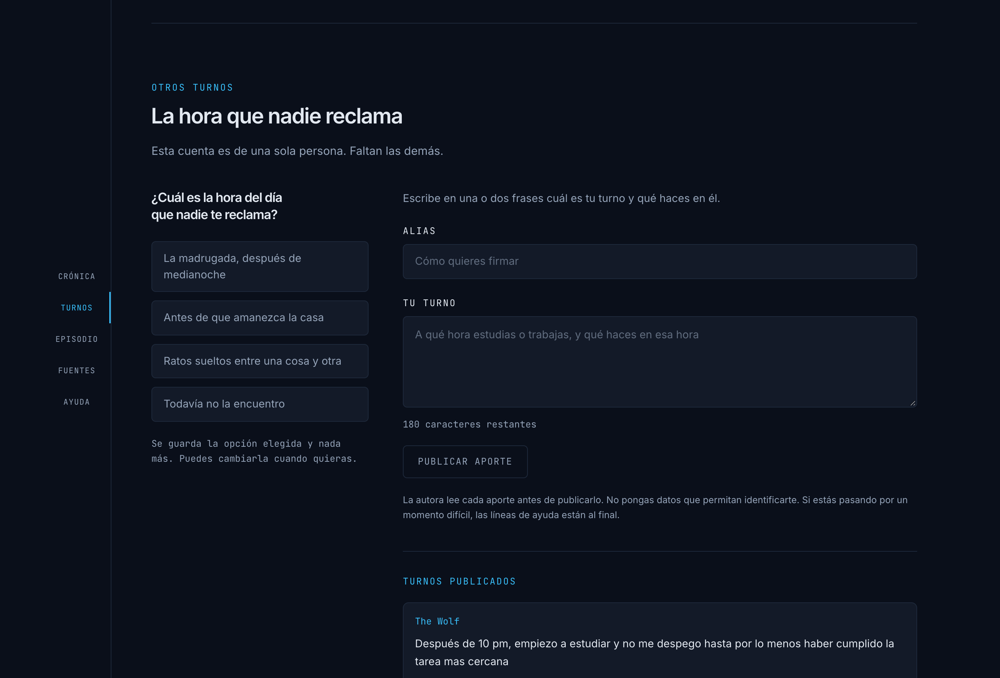 CRÓNICA
TURNOS
EPISODIO
FUENTES
AYUDA
OTROS TURNOS
La hora que nadie reclama
Esta cuenta es de una sola persona. Faltan las demás.
¿Cuál es la hora del día
que nadie te reclama?
La madrugada, después de
medianoche
Antes de que amanezca la casa
Ratos sueltos entre una cosa y otra
Todavía no la encuentro
Se guarda la opción elegida y nada
más. Puedes cambiarla cuando quieras.
Escribe en una o dos frases cuál es tu turno y qué haces en él.
ALIAS
Cómo quieres firmar
TU TURNO
A qué hora estudias o trabajas, y qué haces en esa hora
180 caracteres restantes
PUBLICAR APORTE
La autora lee cada aporte antes de publicarlo. No pongas datos que permitan identificarte. Si estás pasando por un
momento difícil, las líneas de ayuda están al final.
TURNOS PUBLICADOS
The Wolf
Después de 10 pm, empiezo a estudiar y no me despego hasta por lo menos haber cumplido la
tarea mas cercana